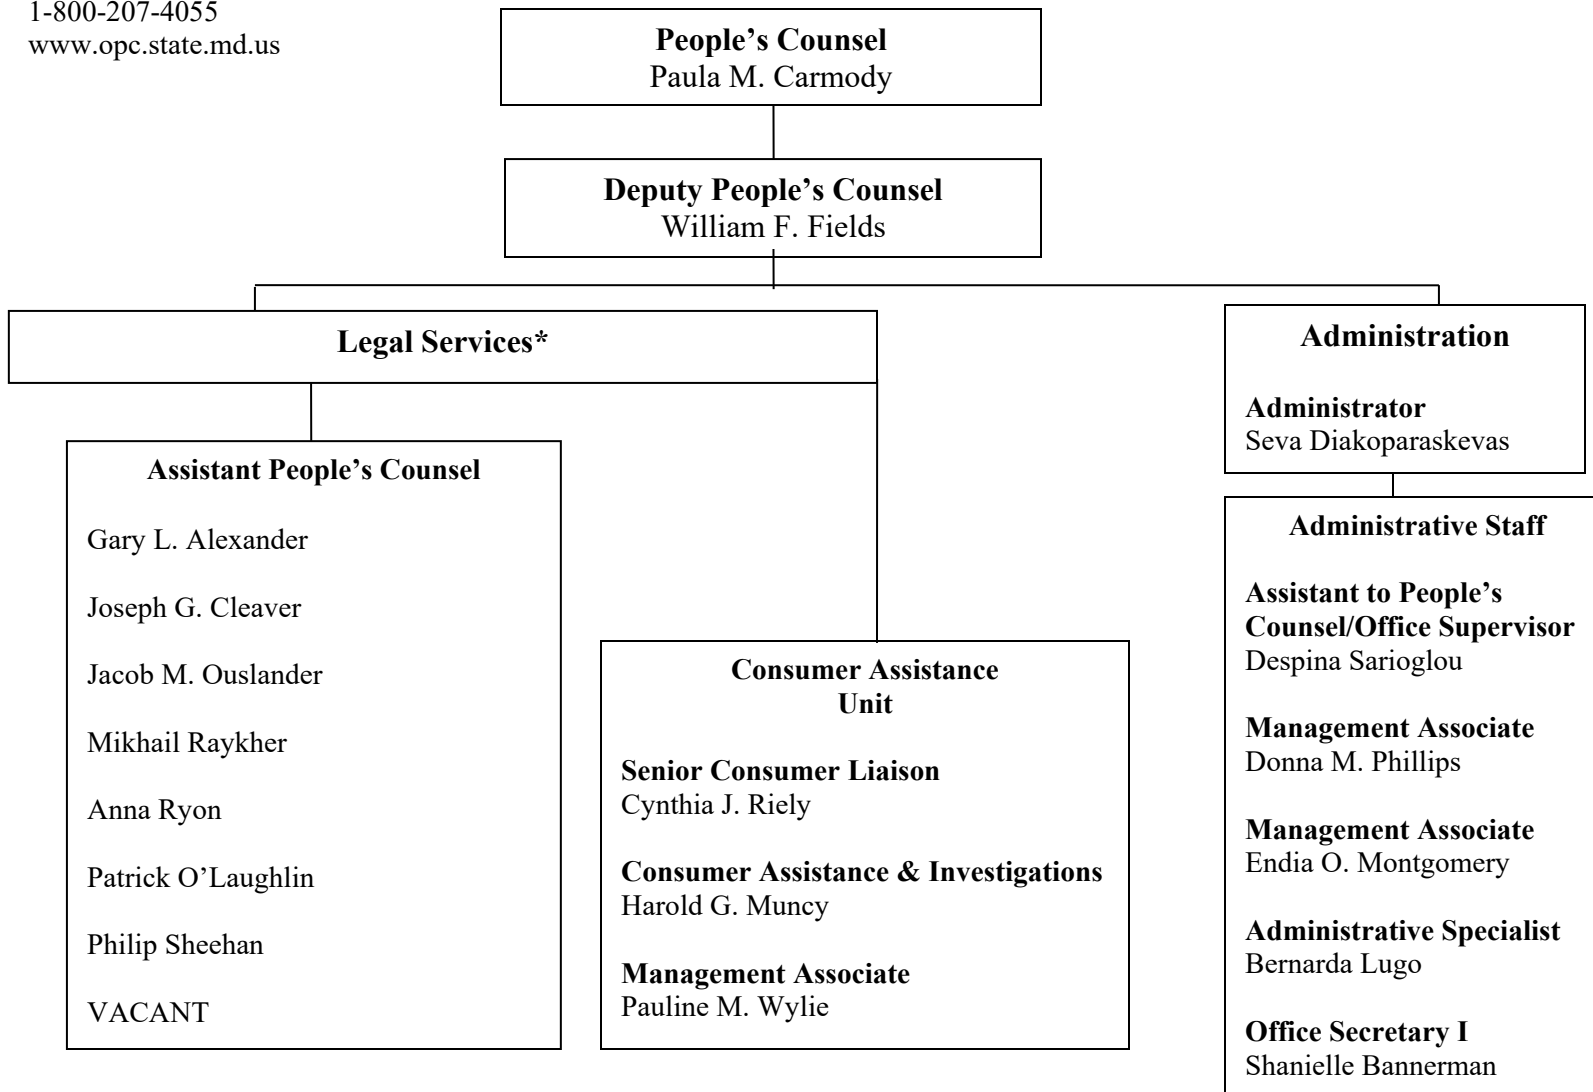 1-800-207-4055
www.opc.state.md.us
People’s Counsel
Paula M. Carmody
Deputy People’s Counsel
William F. Fields
Legal Services*
Assistant People’s Counsel
Gary L. Alexander
Joseph G. Cleaver
Jacob M. Ouslander
Mikhail Raykher
Anna Ryon
Patrick O’Laughlin
Philip Sheehan
VACANT
Consumer Assistance
Unit
Senior Consumer Liaison
Cynthia J. Riely
Consumer Assistance & Investigations
Harold G. Muncy
Management Associate
Pauline M. Wylie
Administration
Administrator
Seva Diakoparaskevas
Administrative Staff
Assistant to People’s
Counsel/Office Supervisor
Despina Sarioglou
Management Associate
Donna M. Phillips
Management Associate
Endia O. Montgomery
Administrative Specialist
Bernarda Lugo
Office Secretary I
Shanielle Bannerman